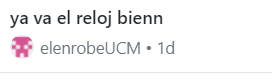 ya va el reloj bienn
elenrobeUCM • 1d